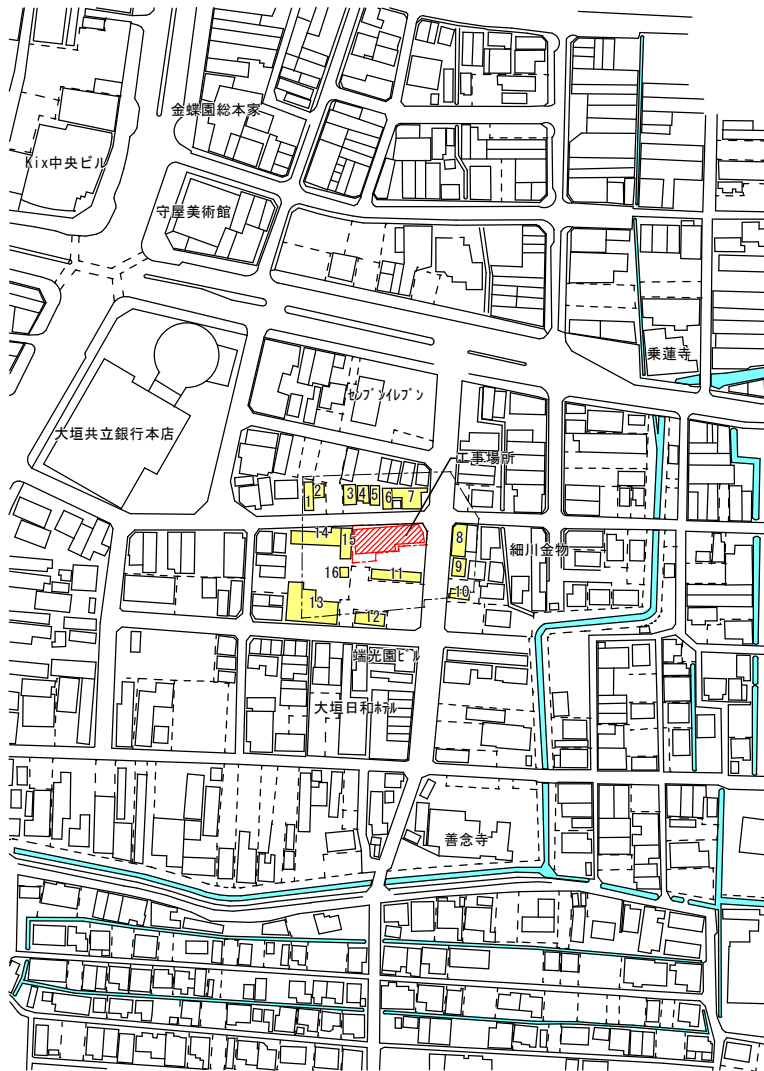 金蝶園総本家
Kix中央ビル
守屋美術館
乗蓮寺
セブンイレブン
大垣共立銀行本店
工事場所
1
2
3
4
5
6
7
8
細川金物
14
15
9
16
11
10
13
12
端光園ビル
大垣日和ホテル
善念寺